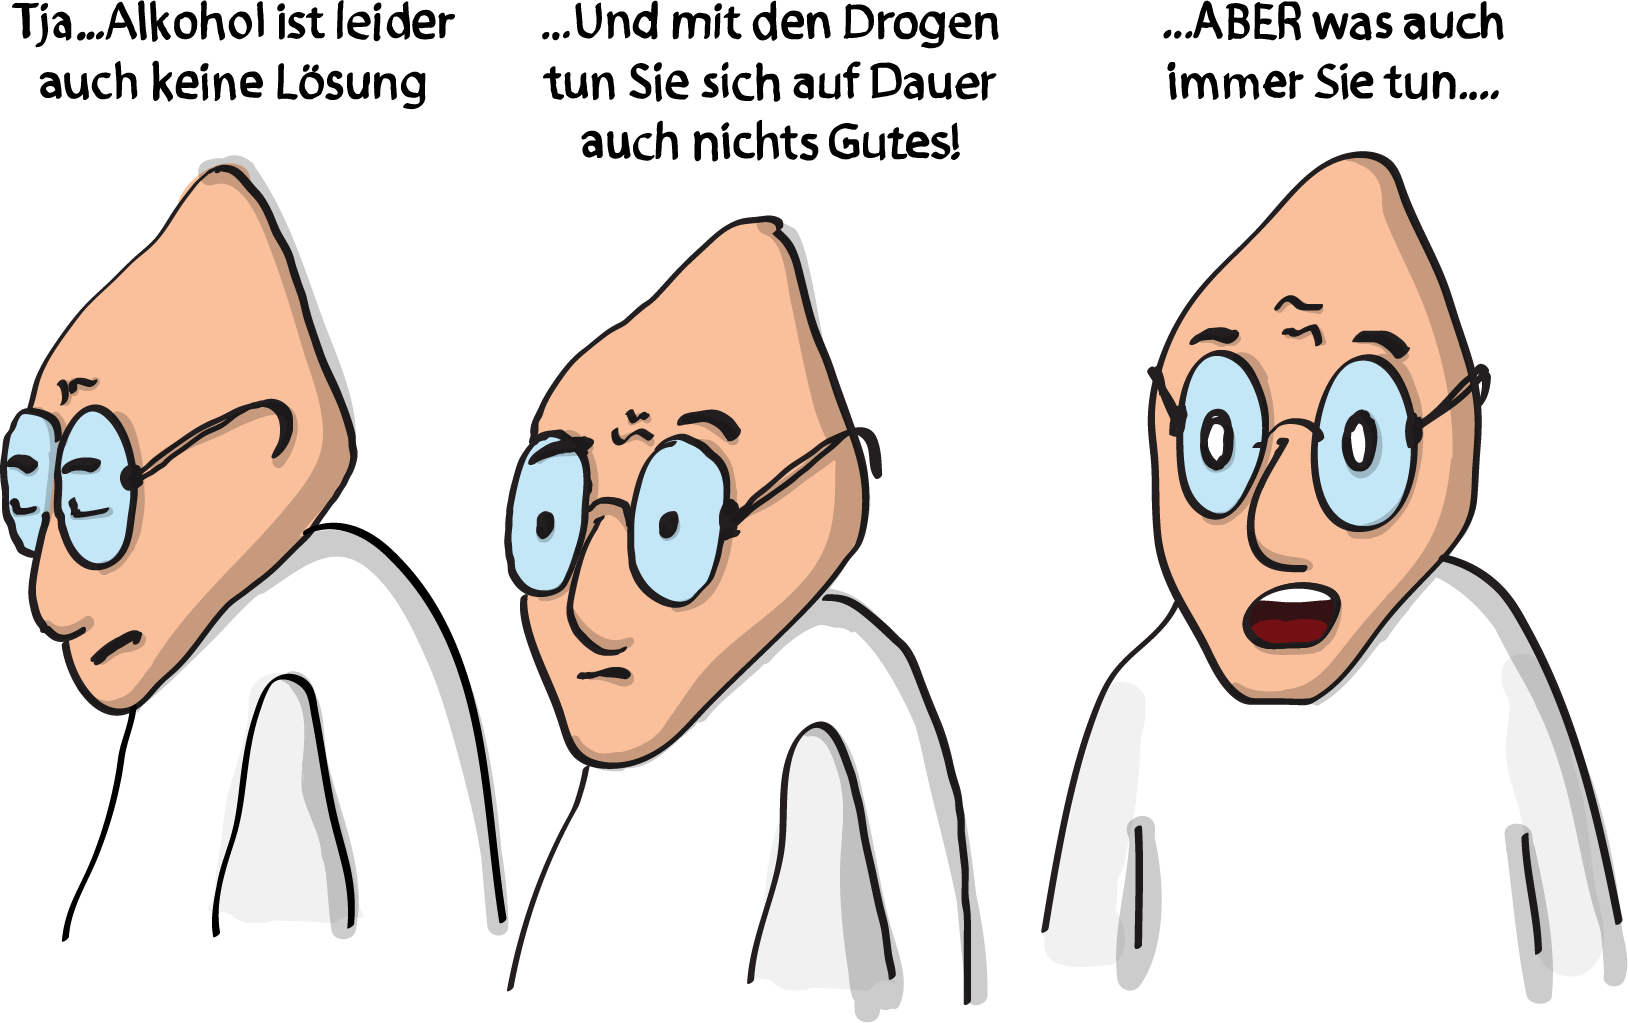 Tja...Alkohol ist leider
auch keine Lösung
...Und mit den Drogen
tun Sie sich auf Dauer
auch nichts Gutes!
...ABER was auch
immer Sie tun....